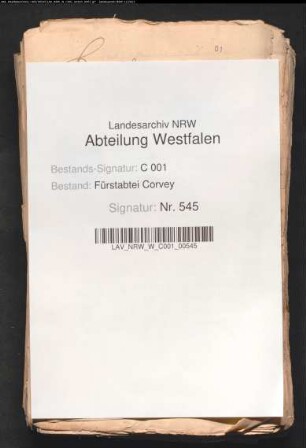 Landesarchiv NRW
Abteilung Westfalen
Bestands-Signatur: C 001
Bestand: Fürstabtei Corvey
Signatur: Nr. 545
LAV_NRW_W_C001_00545